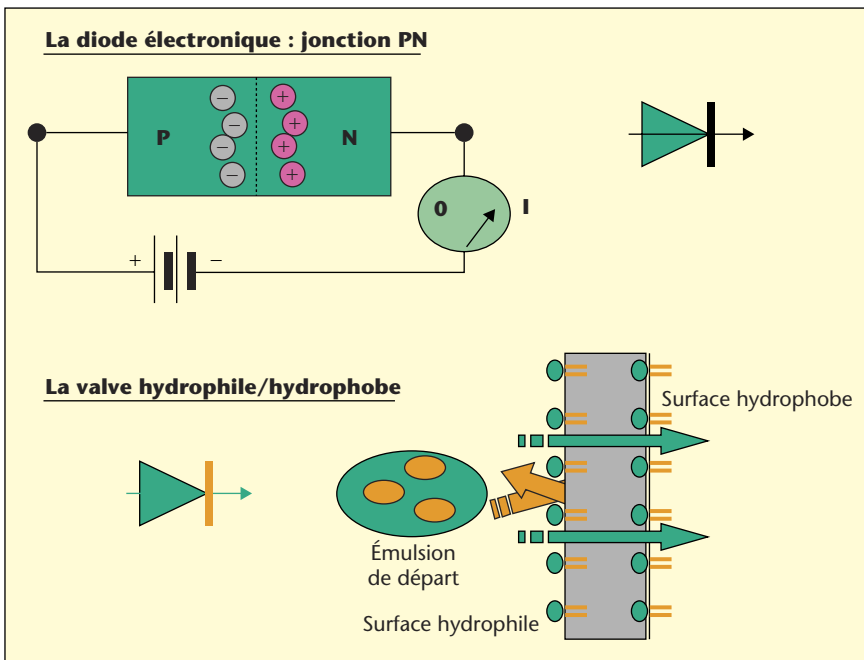 La diode électronique : jonction PN
− + 
− +
− +
− +
P N
0 I
+ −
La valve hydrophile/hydrophobe
Surface hydrophobe
Émulsion
de départ
Surface hydrophile